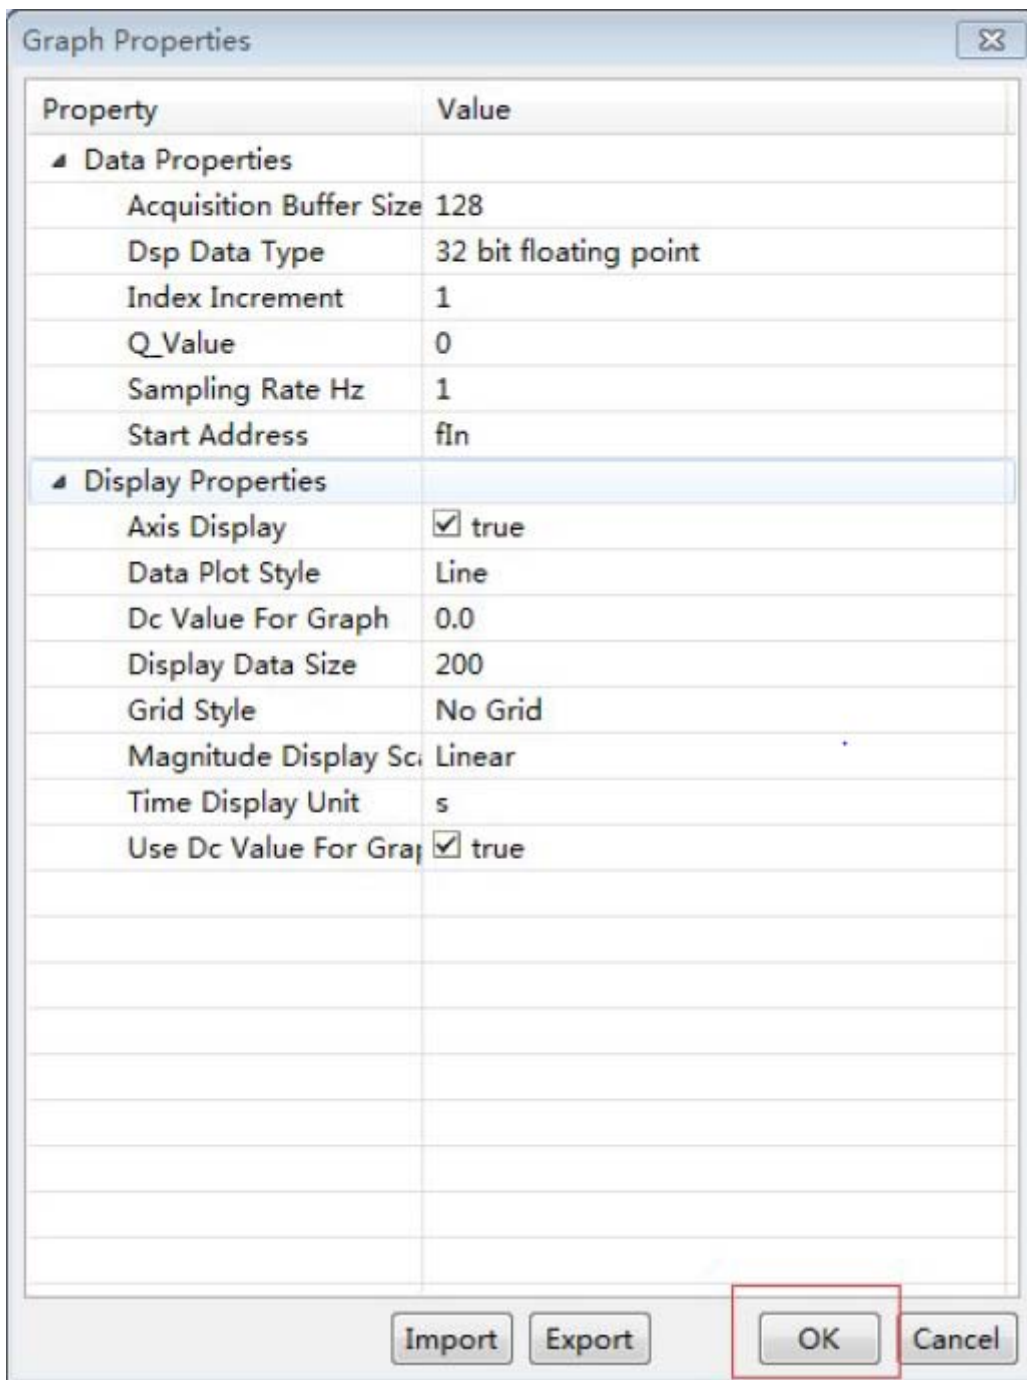 Graph Properties
Property Value
Data Properties
Acquisition Buffer Size 128
Dsp Data Type 32 bit floating point
Index Increment 1
Q_Value 0
Sampling Rate Hz 1
Start Address fIn
Display Properties
Axis Display true
Data Plot Style Line
Dc Value For Graph 0.0
Display Data Size 200
Grid Style No Grid
Magnitude Display Sca Linear
Time Display Unit s
Use Dc Value For Grap true
Import Export OK Cancel